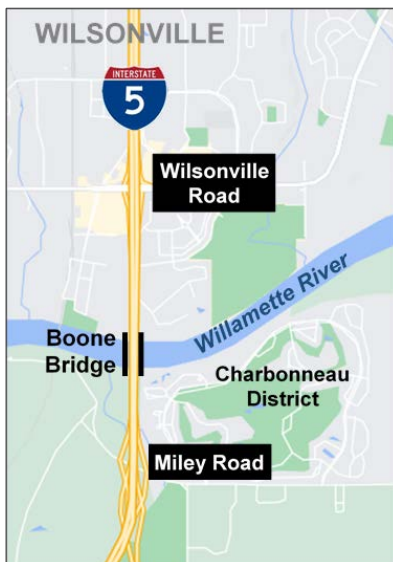 WILSONVILLE
INTERSTATE
5
Wilsonville
Road
Willamette River
Boone
Bridge
Charbonneau
District
Miley Road